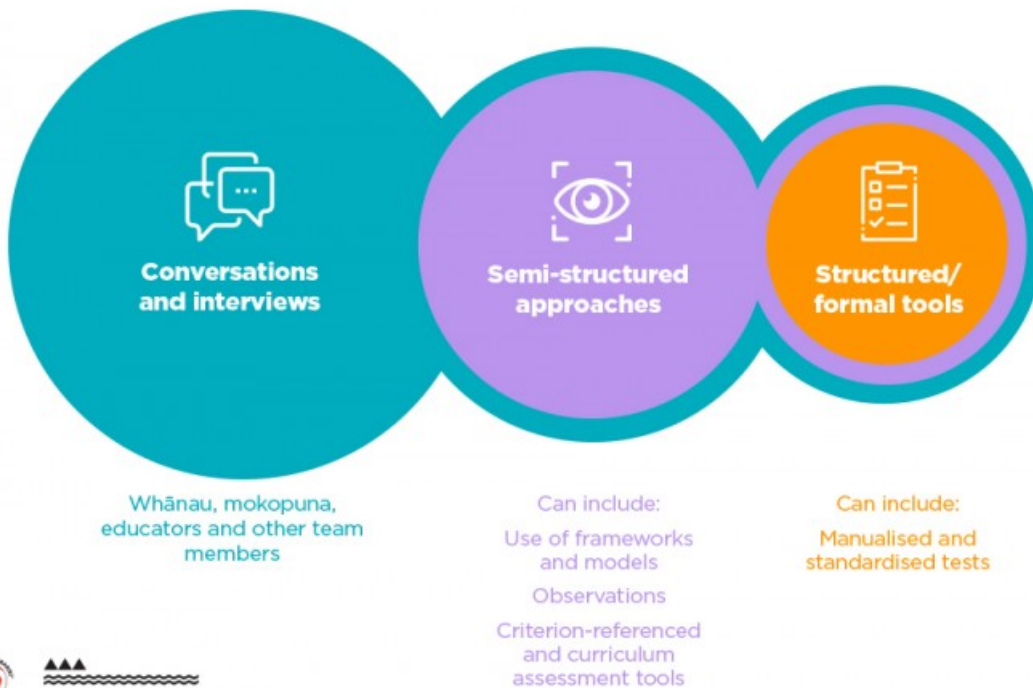 Conversations
and interviews
Semi-structured
approaches
Structured/
formal tools
Whānau, mokopuna,
educators and other team
members
Can include:
Use of frameworks
and models
Observations
Criterion-referenced
and curriculum
assessment tools
Can include:
Manualised and
standardised tests